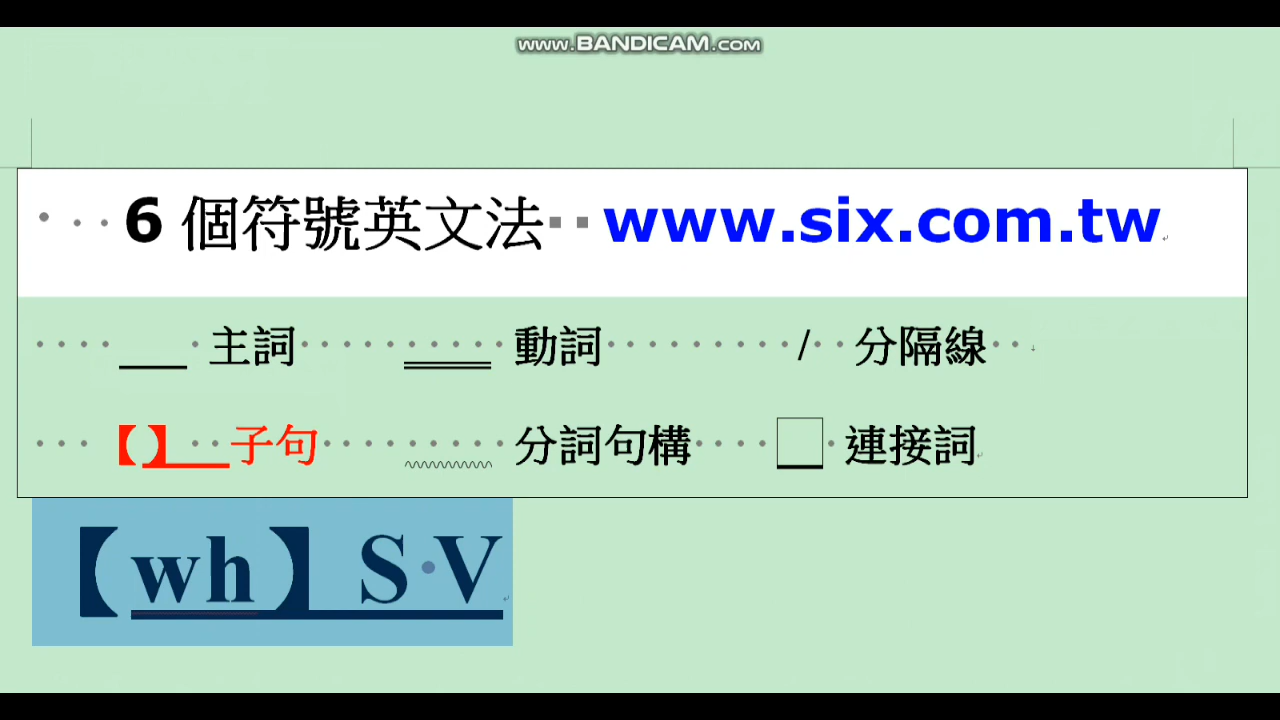 www.BANDICAM.com
6 個符號英文法 www.six.com.tw
主詞 動詞 / 分隔線
【】 子句 分詞句構 連接詞
【wh】 S V